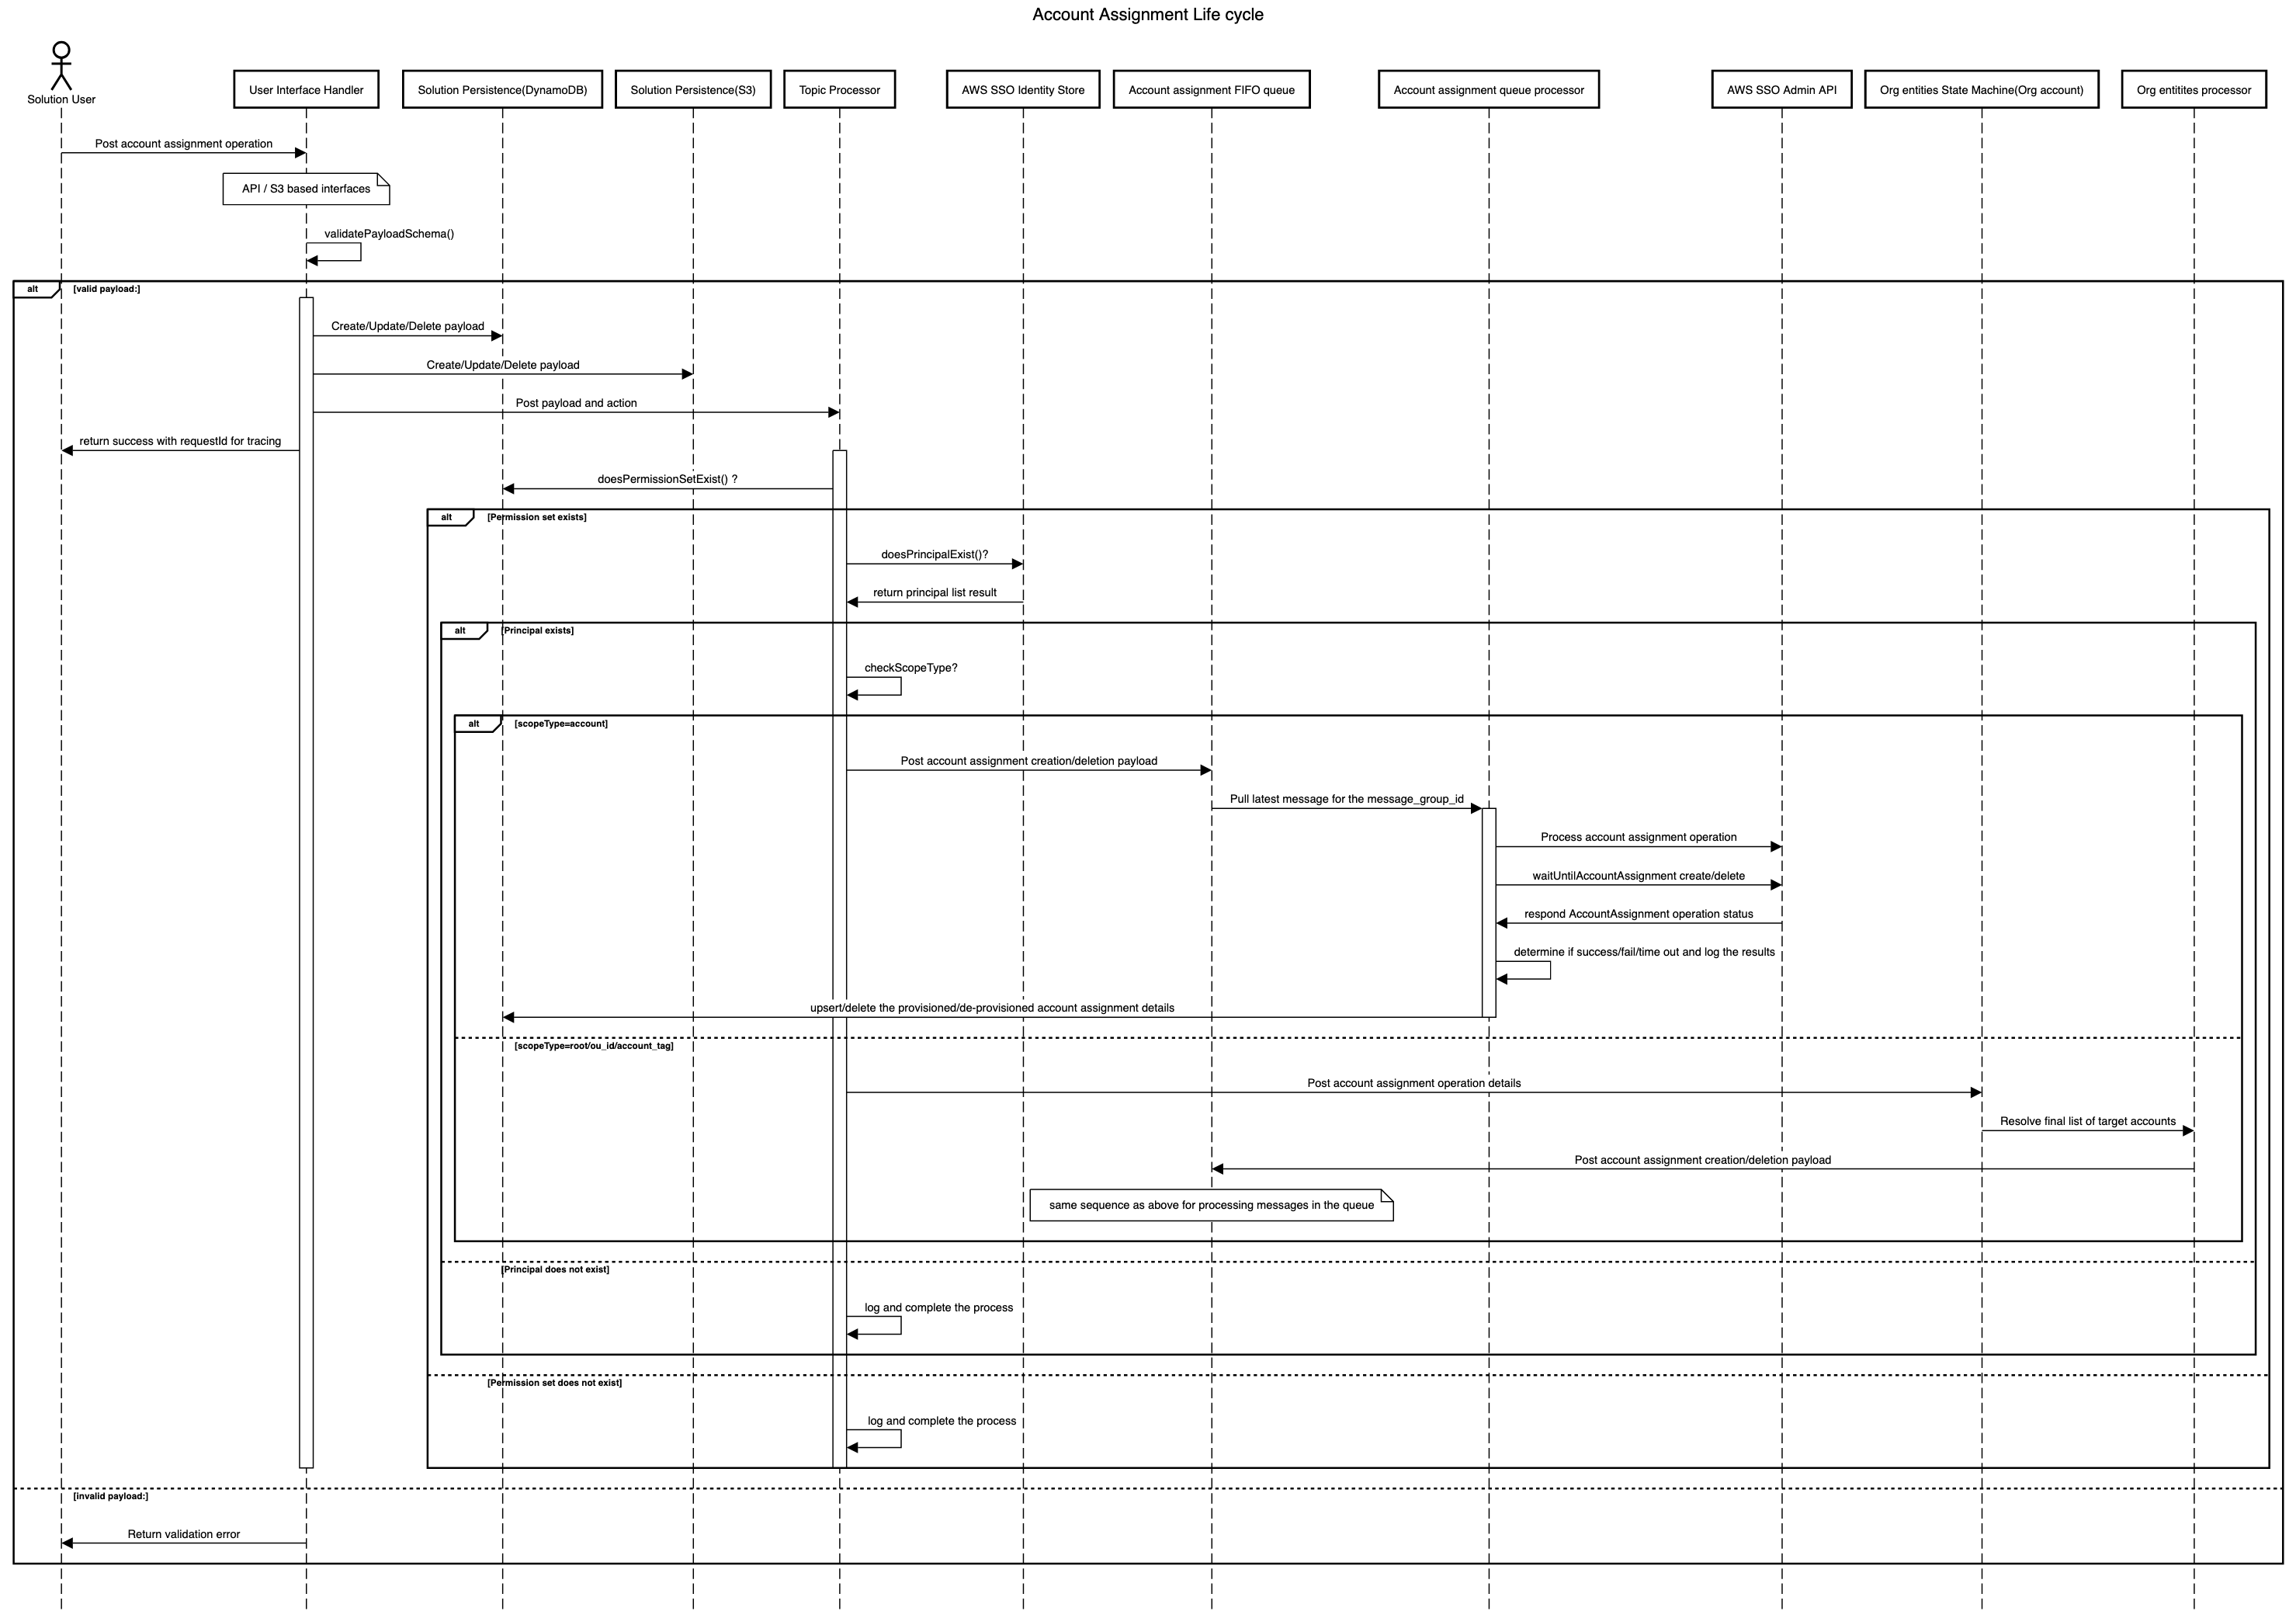 Account Assignment Life cycle
Solution User
User Interface Handler
Solution Persistence(DynamoDB)
Solution Persistence(S3)
Topic Processor
AWS SSO Identity Store
Account assignment FIFO queue
Account assignment queue processor
AWS SSO Admin API
Org entities State Machine(Org account)
Org entitites processor
Post account assignment operation
API / S3 based interfaces
validatePayloadSchema()
alt
[valid payload:]
Create/Update/Delete payload
Create/Update/Delete payload
Post payload and action
return success with requestId for tracing
doesPermissionSetExist() ?
alt
[Permission set exists]
doesPrincipalExist()?
return principal list result
alt
[Principal exists]
checkScopeType?
alt
[scopeType=account]
Post account assignment creation/deletion payload
Pull latest message for the message_group_id
Process account assignment operation
waitUntilAccountAssignment create/delete
respond AccountAssignment operation status
determine if success/fail/time out and log the results
upsert/delete the provisioned/de-provisioned account assignment details
[scopeType=root/ou_id/account_tag]
Post account assignment operation details
Resolve final list of target accounts
Post account assignment creation/deletion payload
same sequence as above for processing messages in the queue
[Principal does not exist]
log and complete the process
[Permission set does not exist]
log and complete the process
[invalid payload:]
Return validation error